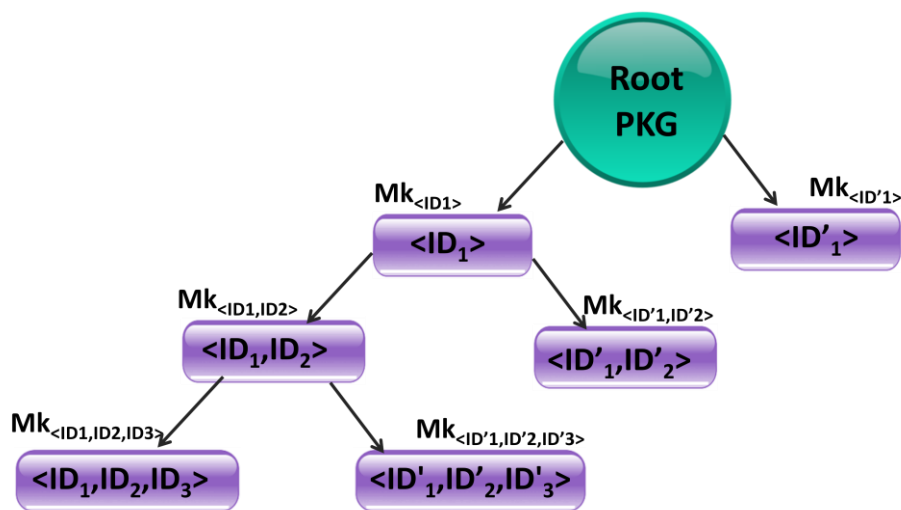 Root
PKG
Mk<ID1>
<ID₁>
Mk<ID’1>
<ID’₁>
Mk<ID1,ID2>
<ID₁,ID₂>
Mk<ID’1,ID’2>
<ID’₁,ID’₂>
Mk<ID1,ID2,ID3>
<ID₁,ID₂,ID₃>
Mk<ID’1,ID’2,ID’3>
<ID'₁,ID’₂,ID'₃>